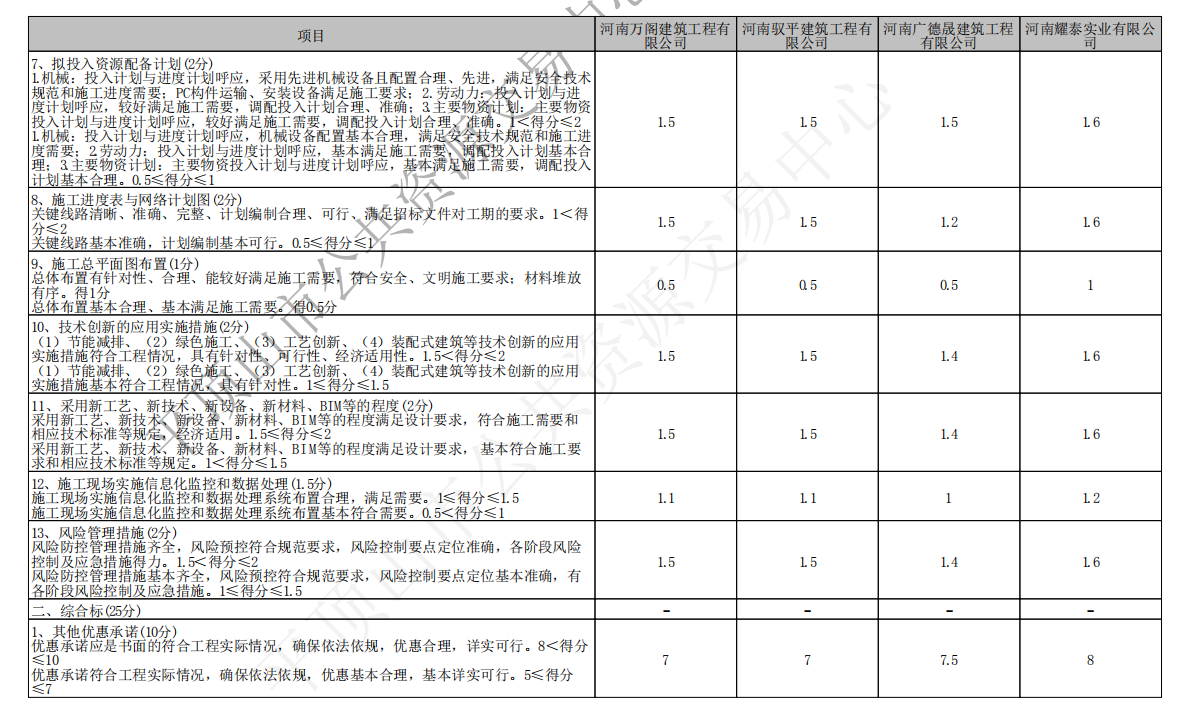 项目
河南万阁建筑工程有
限公司
河南驭平建筑工程有
限公司
河南广德晟建筑工程
有限公司
河南耀泰实业有限公
司
7、拟投入资源配备计划(2分)
1.机械：投入计划与进度计划呼应，采用先进机械设备且配置合理、先进，满足安全技术
规范和施工进度需要；PC构件运输、安装设备满足施工要求；2.劳动力：投入计划与进
度计划呼应，较好满足施工需要，调配投入计划合理、准确；3.主要物资计划：主要物资
投入计划与进度计划呼应，较好满足施工需要，调配投入计划合理、准确。1＜得分≤2
1.机械：投入计划与进度计划呼应，机械设备配置基本合理，满足安全技术规范和施工进
度需要；2.劳动力：投入计划与进度计划呼应，基本满足施工需要，调配投入计划基本合
理；3.主要物资计划：主要物资投入计划与进度计划呼应，基本满足施工需要，调配投入
计划基本合理。0.5≤得分≤1
1.5
1.5
1.5
1.6
8、施工进度表与网络计划图(2分)
关键线路清晰、准确、完整、计划编制合理、可行、满足招标文件对工期的要求。1＜得
分≤2
关键线路基本准确，计划编制基本可行。0.5≤得分≤1
1.5
1.5
1.2
1.6
9、施工总平面图布置(1分)
总体布置有针对性、合理、能较好满足施工需要，符合安全、文明施工要求；材料堆放
有序。得1分
总体布置基本合理、基本满足施工需要。得0.5分
0.5
0.5
0.5
1
10、技术创新的应用实施措施(2分)
（1）节能减排、（2）绿色施工、（3）工艺创新、（4）装配式建筑等技术创新的应用
实施措施符合工程情况，具有针对性、可行性、经济适用性。1.5＜得分≤2
（1）节能减排、（2）绿色施工、（3）工艺创新、（4）装配式建筑等技术创新的应用
实施措施基本符合工程情况，具有针对性。1≤得分≤1.5
1.5
1.5
1.4
1.6
11、采用新工艺、新技术、新设备、新材料、BIM等的程度(2分)
采用新工艺、新技术、新设备、新材料、BIM等的程度满足设计要求，符合施工需要和
相应技术标准等规定，经济适用。1.5≤得分≤2
采用新工艺、新技术、新设备、新材料、BIM等的程度满足设计要求， 基本符合施工要
求和相应技术标准等规定。1＜得分≤1.5
1.5
1.5
1.4
1.6
12、施工现场实施信息化监控和数据处理(1.5分)
施工现场实施信息化监控和数据处理系统布置合理，满足需要。1≤得分≤1.5
施工现场实施信息化监控和数据处理系统布置基本符合需要。0.5＜得分≤1
1.1
1.1
1
1.2
13、风险管理措施(2分)
风险防控管理措施齐全，风险预控符合规范要求，风险控制要点定位准确，各阶段风险
控制及应急措施得力。1.5＜得分≤2
风险防控管理措施基本齐全，风险预控符合规范要求，风险控制要点定位基本准确，有
各阶段风险控制及应急措施。1≤得分≤1.5
1.5
1.5
1.4
1.6
二、综合标(25分)
-
-
-
-
1、其他优惠承诺(10分)
优惠承诺应是书面的符合工程实际情况，确保依法依规，优惠合理，详实可行。8＜得分
≤10
优惠承诺符合工程实际情况，确保依法依规，优惠基本合理，基本详实可行。5≤得分
≤7
7
7
7.5
8
平顶山市公共资源交易中心
平顶山市公共资源交易中心